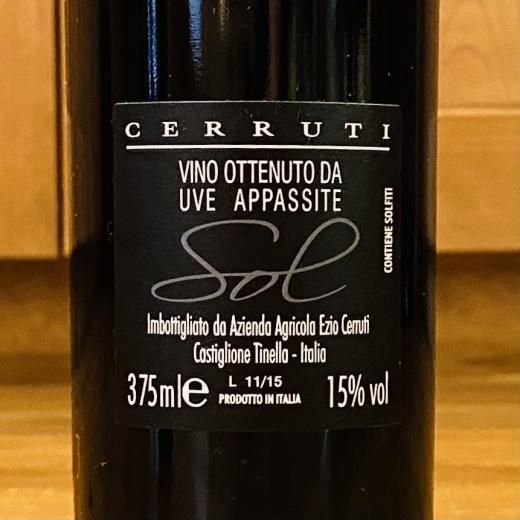 CERRUTI
VINO OTTENUTO DA
UVE APPASSITE
Sol
CONTIENE SOLFITI
Imbottigliato da Azienda Agricola Ezio Cerruti
Castiglione Tinella - Italia
375ml e L 11/15 15% vol
PRODOTTO IN ITALIA